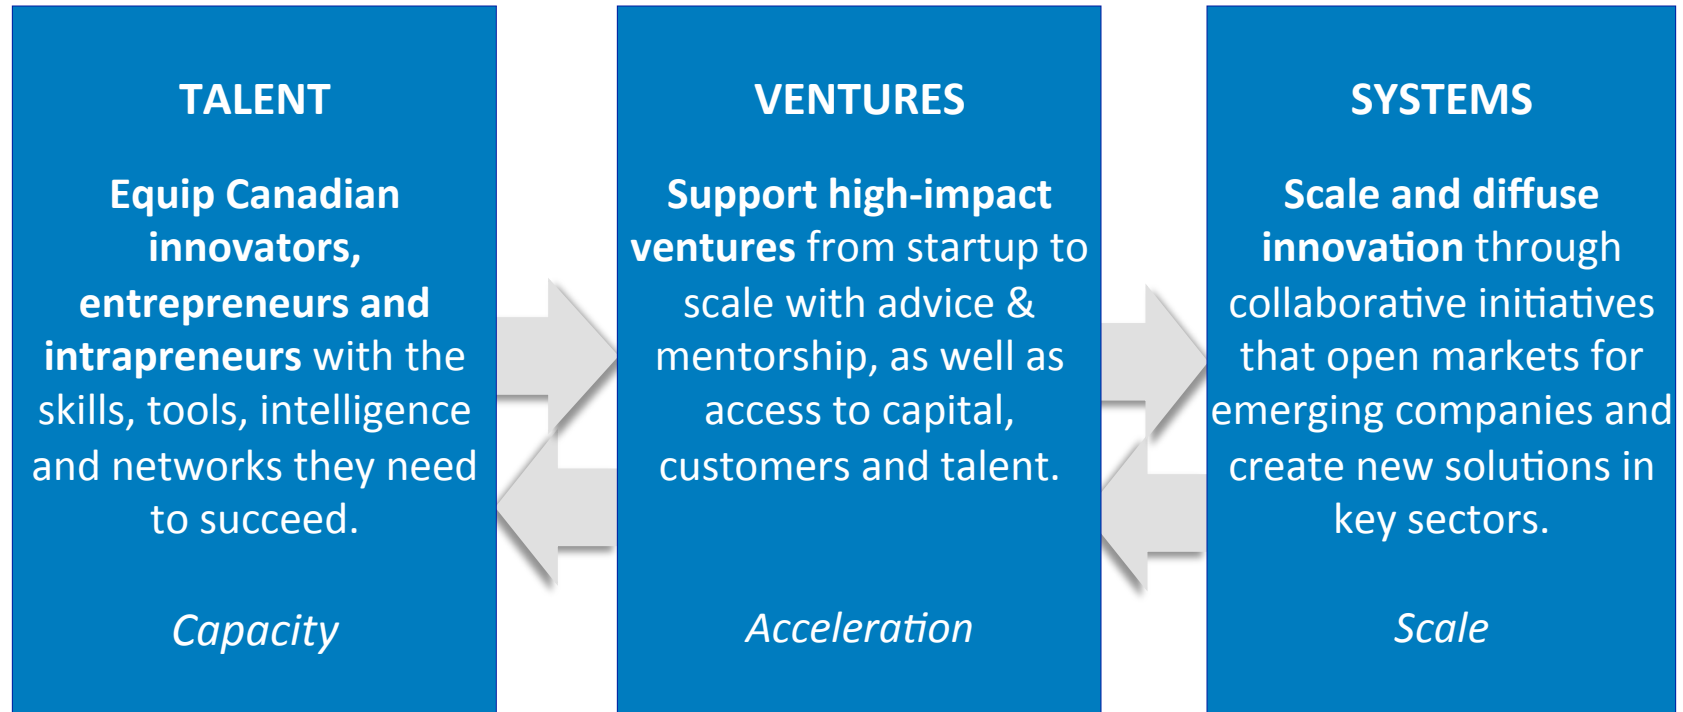 TALENT
Equip Canadian
innovators,
entrepreneurs and
intrapreneurs with the
skills, tools, intelligence
and networks they need
to succeed.
Capacity
VENTURES
Support high-impact
ventures from startup to
scale with advice &
mentorship, as well as
access to capital,
customers and talent.
Acceleration
SYSTEMS
Scale and diffuse
innovation through
collaborative initiatives
that open markets for
emerging companies and
create new solutions in
key sectors.
Scale